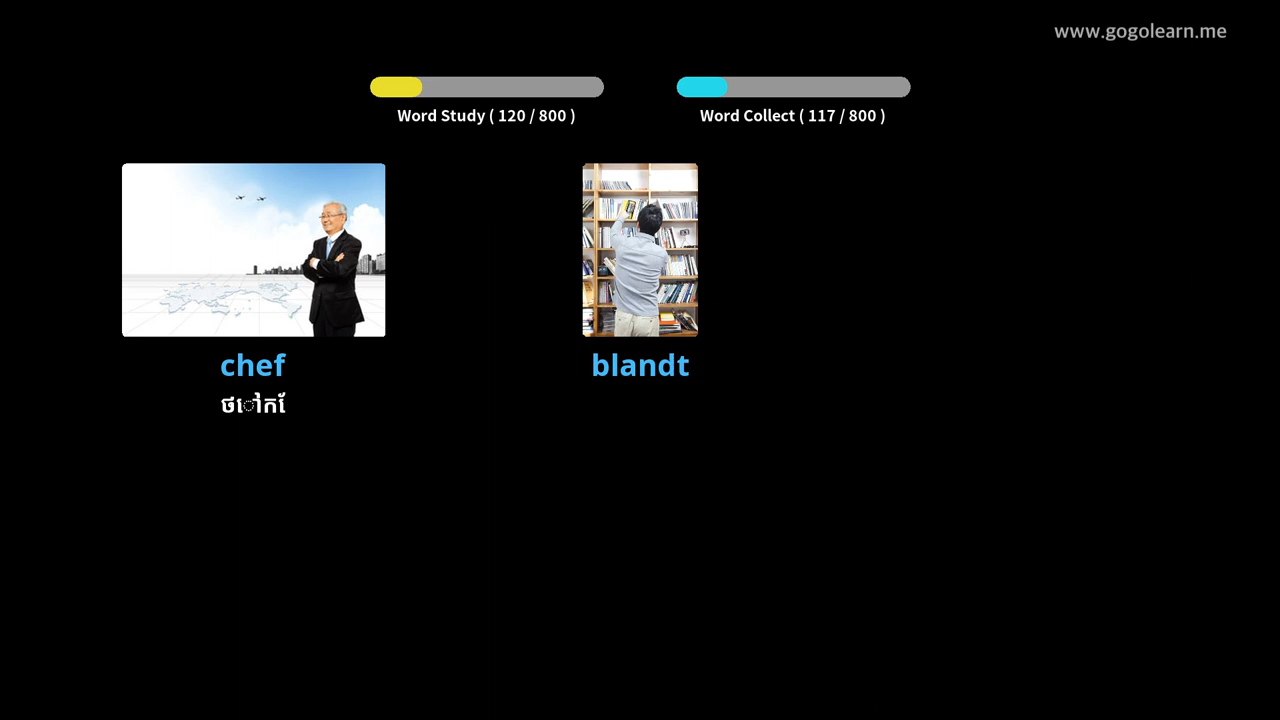 www.gogolearn.me
Word Study ( 120 / 800 )
Word Collect ( 117 / 800 )
chef
ថៅកែ
blandt